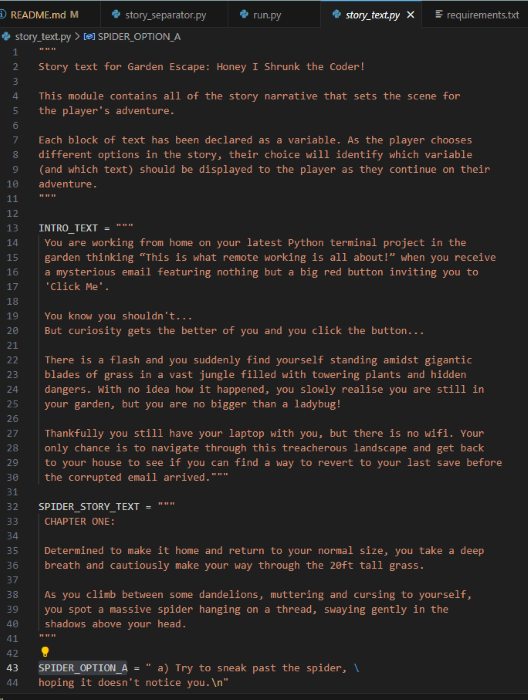 README.md M story_separator.py run.py story_text.py X requirements.txt
story_text.py > SPIDER_OPTION_A
1 """
2 Story text for Garden Escape: Honey I Shrunk the Coder!
3
4 This module contains all of the story narrative that sets the scene for
5 the player's adventure.
6
7 Each block of text has been declared as a variable. As the player chooses
8 different options in the story, their choice will identify which variable
9 (and which text) should be displayed to the player as they continue on their
10 adventure.
11 """
12
13 INTRO_TEXT = """
14 You are working from home on your latest Python terminal project in the
15 garden thinking “This is what remote working is all about!” when you receive
16 a mysterious email featuring nothing but a big red button inviting you to
17 'Click Me'.
18
19 You know you shouldn't...
20 But curiosity gets the better of you and you click the button...
21
22 There is a flash and you suddenly find yourself standing amidst gigantic
23 blades of grass in a vast jungle filled with towering plants and hidden
24 dangers. With no idea how it happened, you slowly realise you are still in
25 your garden, but you are no bigger than a ladybug!
26
27 Thankfully you still have your laptop with you, but there is no wifi. Your
28 only chance is to navigate through this treacherous landscape and get back
29 to your house to see if you can find a way to revert to your last save before
30 the corrupted email arrived."""
31
32 SPIDER_STORY_TEXT = """
33 CHAPTER ONE:
34
35 Determined to make it home and return to your normal size, you take a deep
36 breath and cautiously make your way through the 20ft tall grass.
37
38 As you climb between some dandelions, muttering and cursing to yourself,
39 you spot a massive spider hanging on a thread, swaying gently in the
40 shadows above your head.
41 """
42
43 SPIDER_OPTION_A = " a) Try to sneak past the spider, \
44 hoping it doesn't notice you.\n"